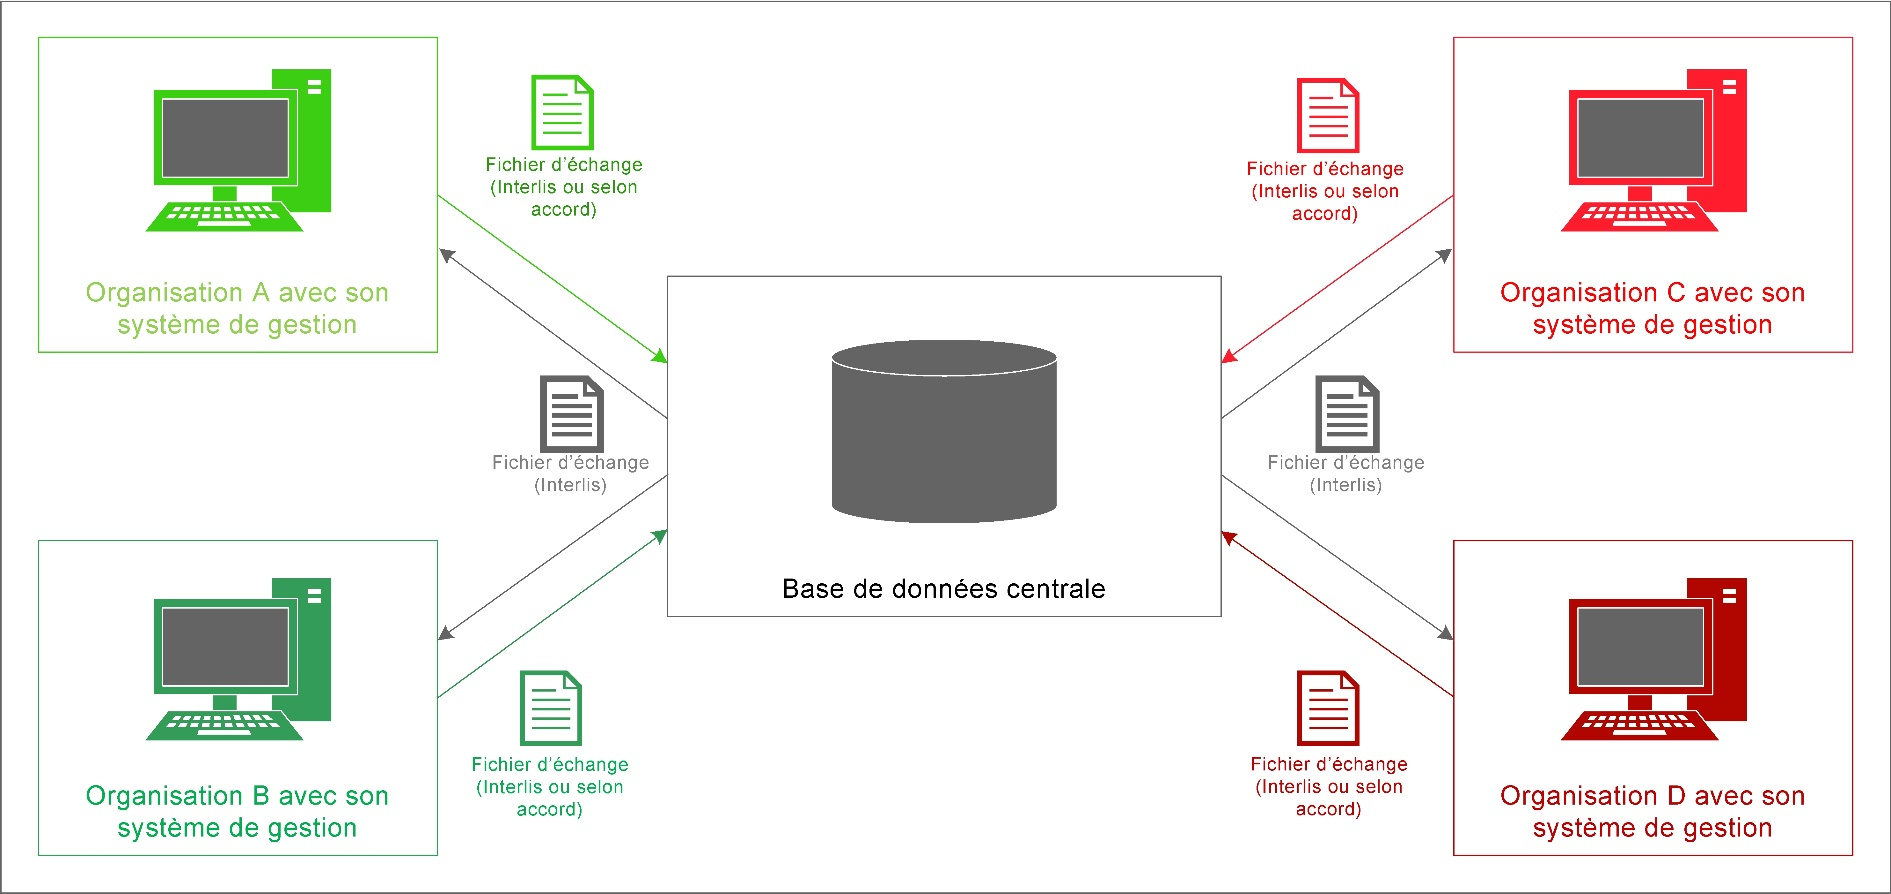 Fichier d'échange
(Interlis ou selon
accord)
Organisation A avec son
système de gestion
Fichier d'échange
(Interlis ou selon
accord)
Organisation C avec son
système de gestion
Fichier d'échange
(Interlis)
Base de données centrale
Fichier d'échange
(Interlis)
Organisation B avec son
système de gestion
Fichier d'échange
(Interlis ou selon
accord)
Fichier d'échange
(Interlis ou selon
accord)
Organisation D avec son
système de gestion